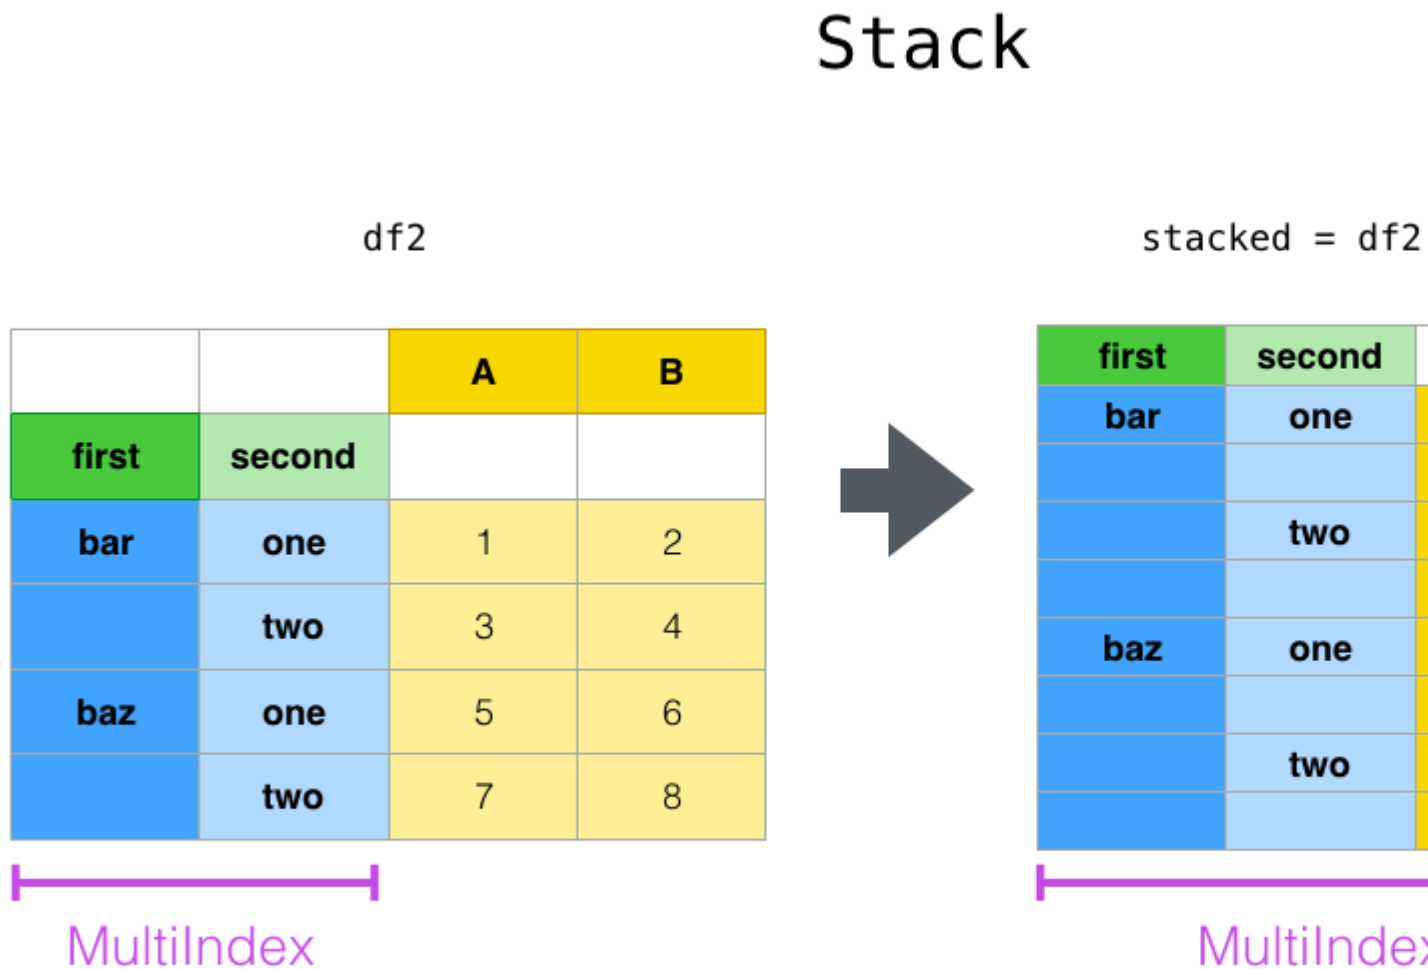 Stack
df2
A B
first second
bar one 1 2
two 3 4
baz one 5 6
two 7 8
MultiIndex
stacked = df2
first second
bar one
two
baz one
two
MultiIndex